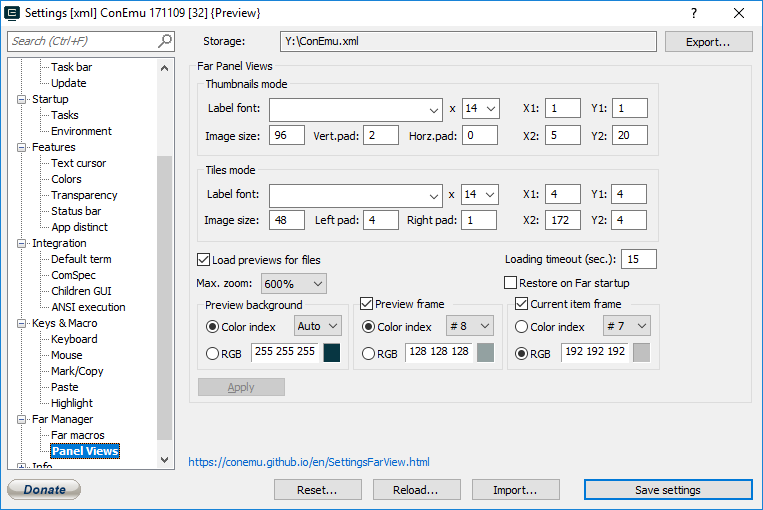 Settings [xml] ConEmu 171109 [32] {Preview}
?
Search (Ctrl+F)
Storage:
Y:\ConEmu.xml
Export...
Task bar
Update
Startup
Tasks
Environment
Features
Text cursor
Colors
Transparency
Status bar
App distinct
Integration
Default term
ComSpec
Children GUI
ANSI execution
Keys & Macro
Keyboard
Mouse
Mark/Copy
Paste
Highlight
Far Manager
Far macros
Panel Views
Info
Far Panel Views
Thumbnails mode
Label font: x 14 X1: 1 Y1: 1
Image size: 96 Vert.pad: 2 Horz.pad: 0 X2: 5 Y2: 20
Tiles mode
Label font: x 14 X1: 4 Y1: 4
Image size: 48 Left pad: 4 Right pad: 1 X2: 172 Y2: 4
Load previews for files Loading timeout (sec.): 15
Max. zoom: 600% Restore on Far startup
Preview background
Color index Auto
RGB 255 255 255
Preview frame
Color index # 8
RGB 128 128 128
Current item frame
Color index # 7
RGB 192 192 192
Apply
https://conemu.github.io/en/SettingsFarView.html
Donate
Reset...
Reload...
Import...
Save settings